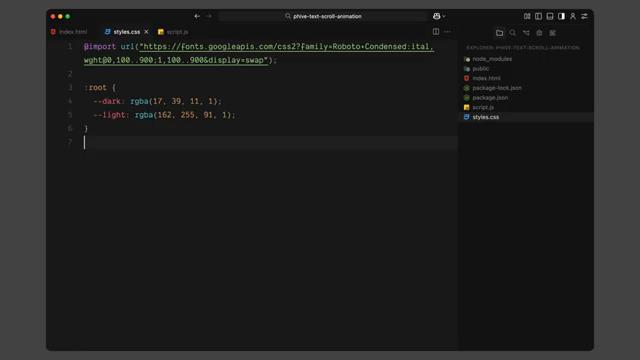 phive-text-scroll-animation
index.html
styles.css
script.js
EXPLORER: PHIVE-TEXT-SCROLL-ANIMATION
node_modules
public
index.html
package-lock.json
package.json
script.js
styles.css
1 @import url("https://fonts.googleapis.com/css2?family=Roboto+Condensed:ital,
wght@0,100..900;1,100..900&display=swap");
2
3 :root {
4 --dark: rgba(17, 39, 11, 1);
5 --light: rgba(162, 255, 91, 1);
6 }
7